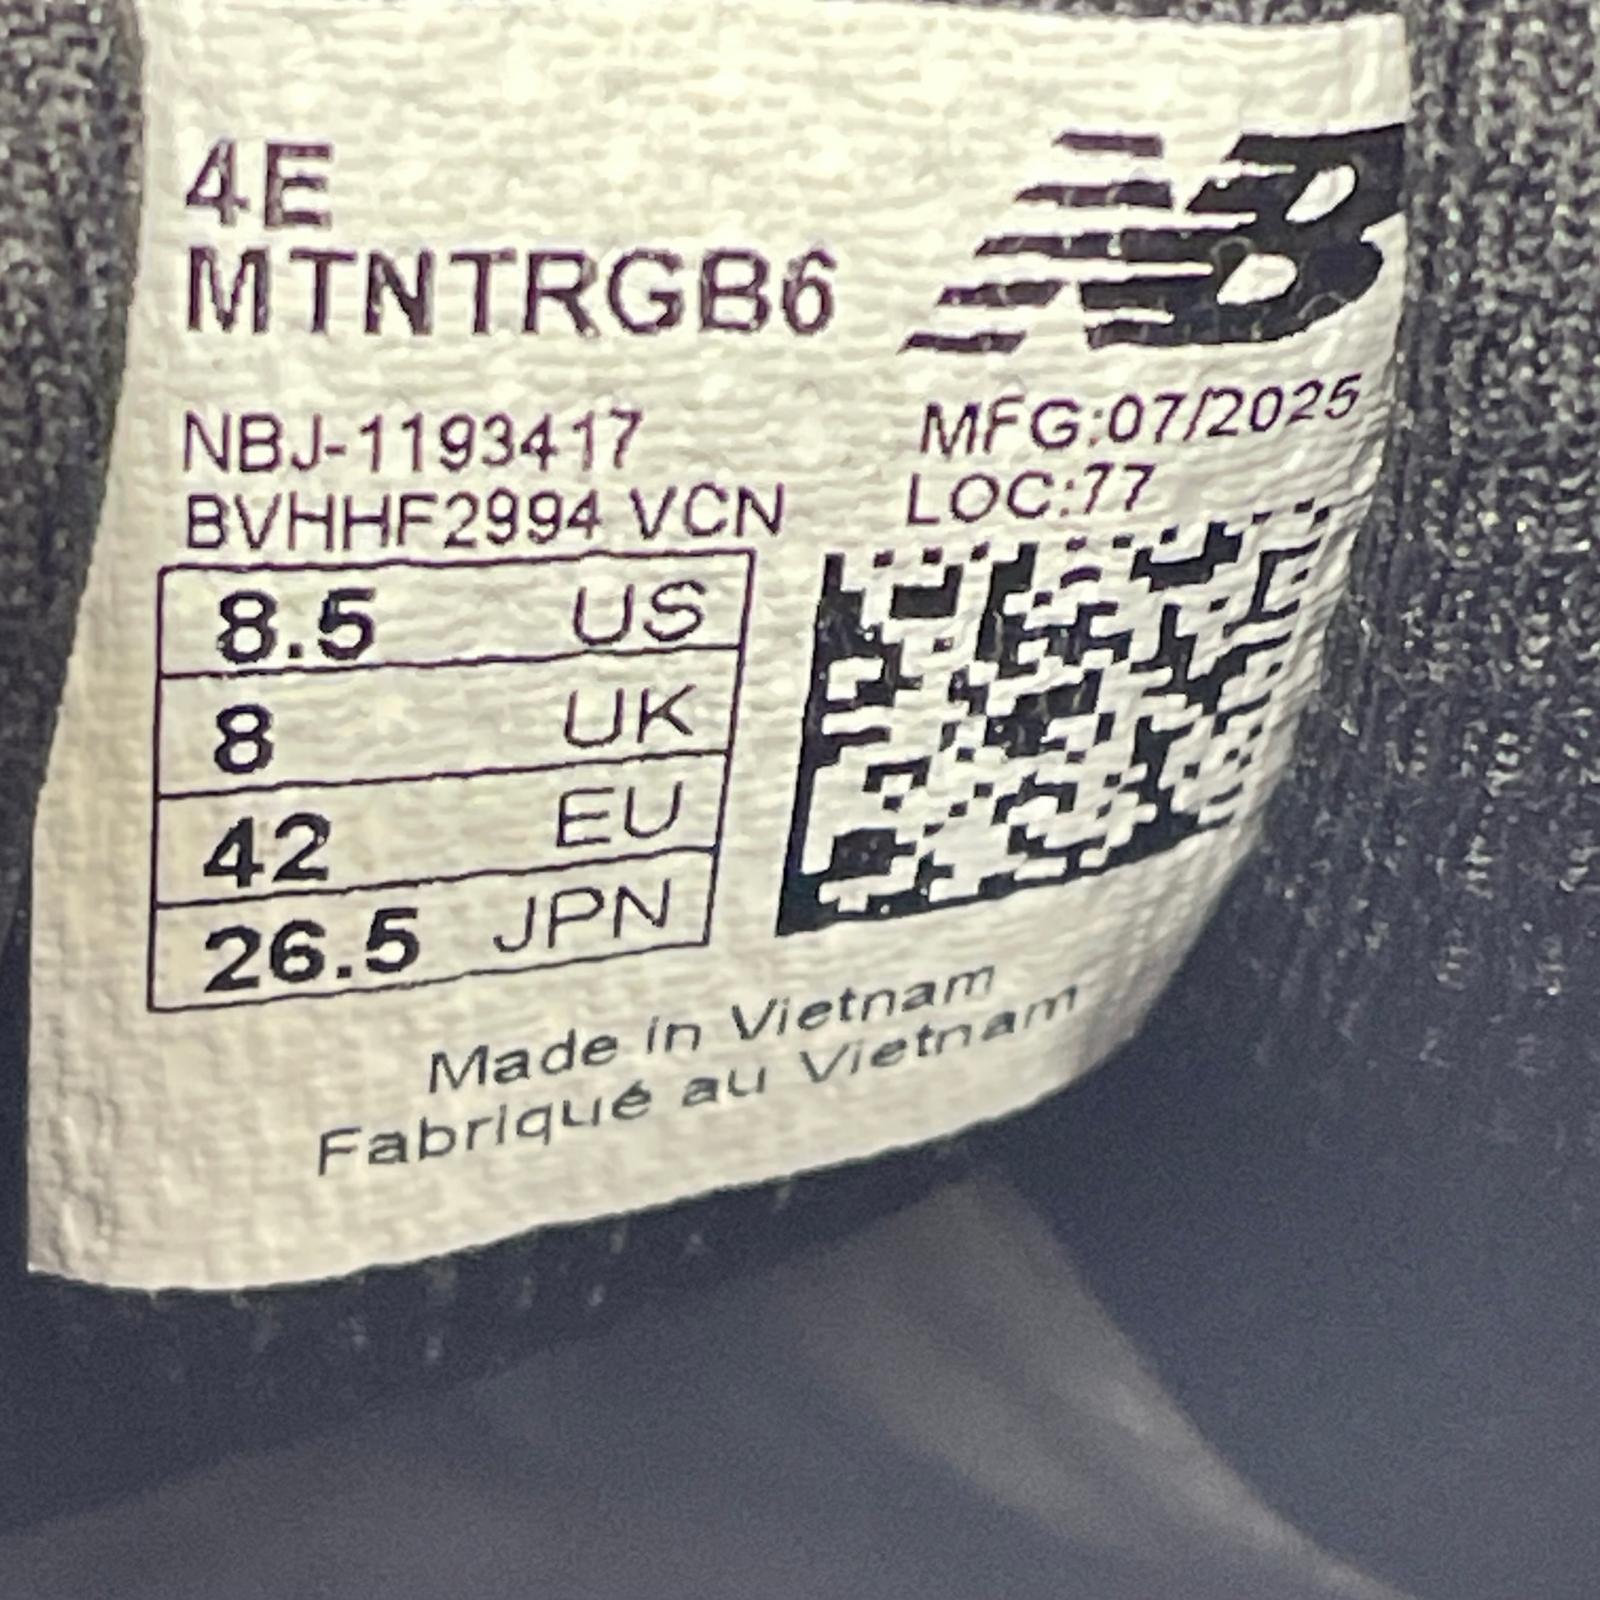 4E
MTNTRGB6
NB
NBJ-1193417
BVHHF2994 VCN
MFG:07/2025
LOC:77
8.5 US
8 UK
42 EU
26.5 JPN
Made in Vietnam
Fabriqué au Vietnam